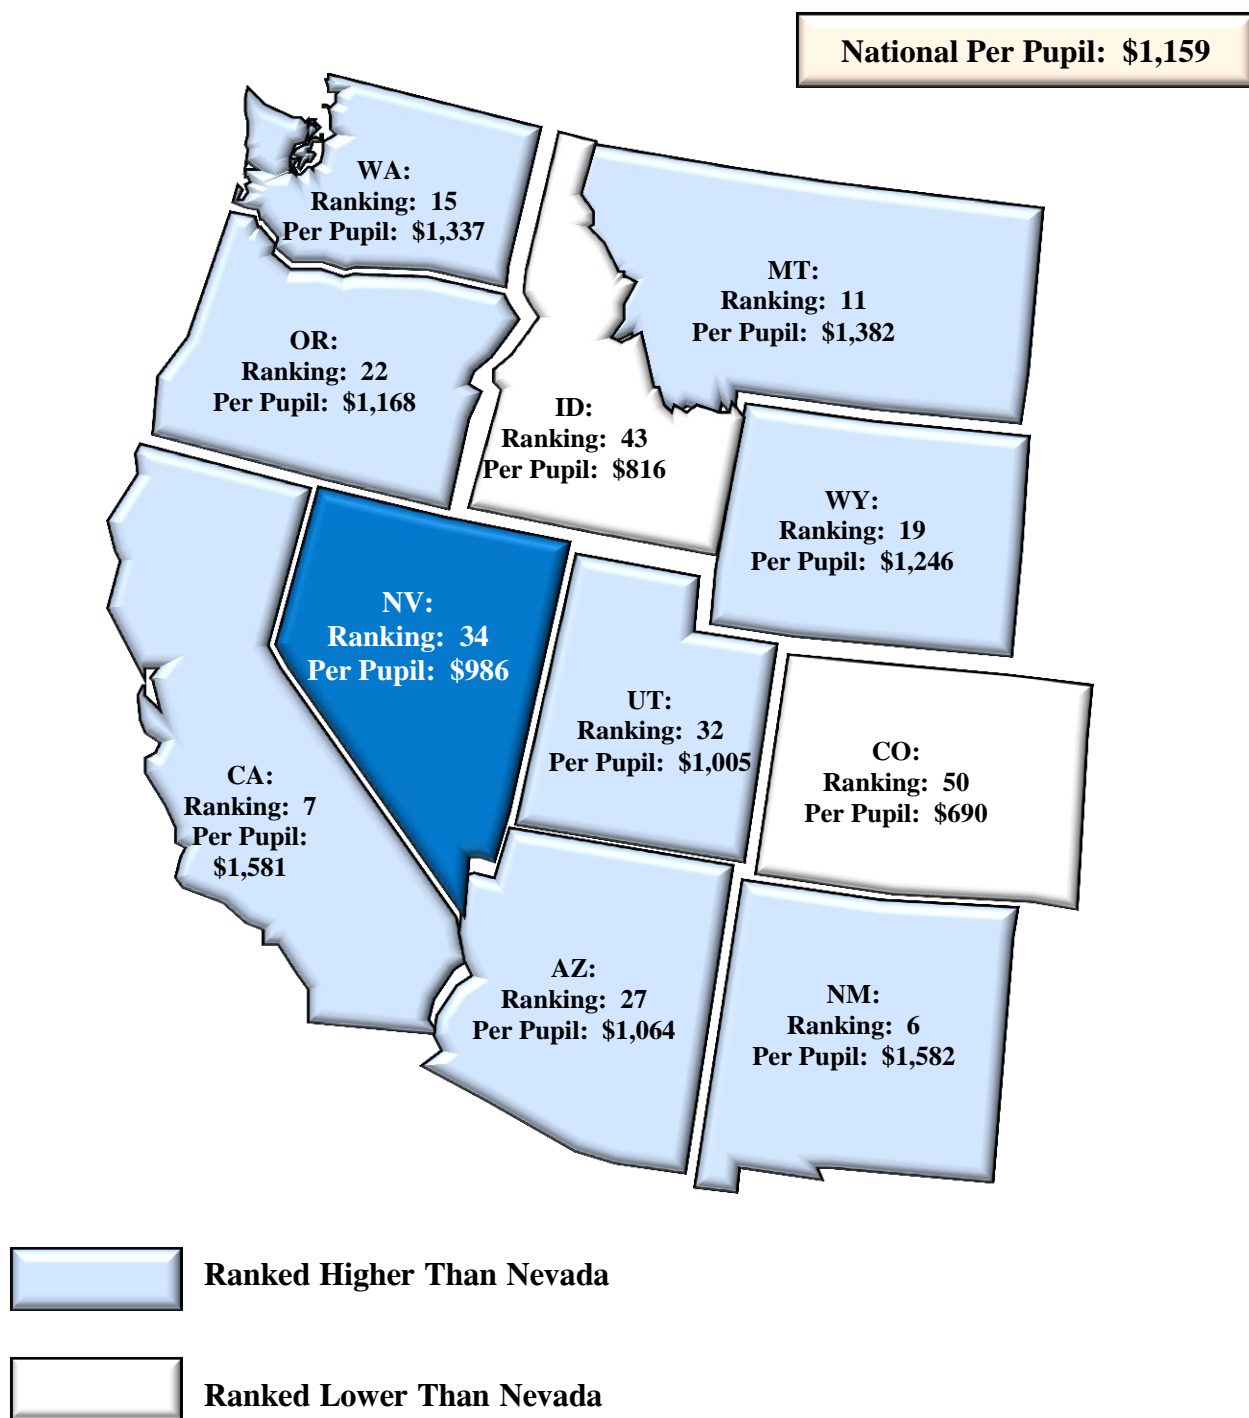 National Per Pupil: $1,159
WA:
Ranking: 15
Per Pupil: $1,337
MT:
Ranking: 11
Per Pupil: $1,382
OR:
Ranking: 22
Per Pupil: $1,168
ID:
Ranking: 43
Per Pupil: $816
WY:
Ranking: 19
Per Pupil: $1,246
NV:
Ranking: 34
Per Pupil: $986
UT:
Ranking: 32
Per Pupil: $1,005
CO:
Ranking: 50
Per Pupil: $690
CA:
Ranking: 7
Per Pupil:
$1,581
AZ:
Ranking: 27
Per Pupil: $1,064
NM:
Ranking: 6
Per Pupil: $1,582
Ranked Higher Than Nevada
Ranked Lower Than Nevada